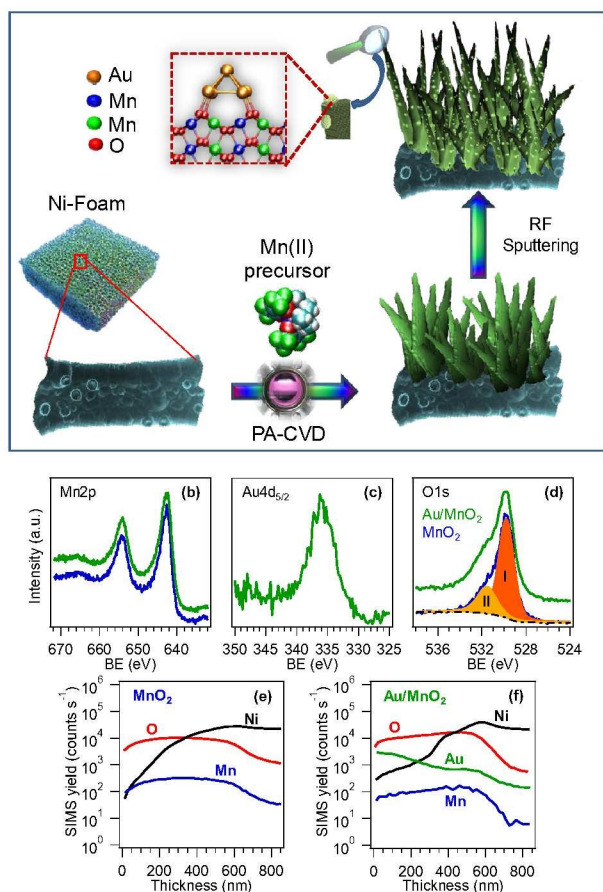 Au
Mn
Mn
O
Ni-Foam
Mn(II)
precursor
PA-CVD
RF
Sputtering
Mn2p
(b)
Intensity (a.u.)
670 660 650 640
BE (eV)
Au4d5/2
(c)
350 345 340 335 330 325
BE (eV)
O1s
(d)
Au/MnO2
MnO2
I
II
536 532 528 524
BE (eV)
MnO2
(e)
Ni
O
Mn
SIMS yield (counts s-1)
10^6
10^5
10^4
10^3
10^2
10^1
10^0
0 200 400 600 800
Thickness (nm)
Au/MnO2
(f)
Ni
O
Au
Mn
SIMS yield (counts s-1)
10^6
10^5
10^4
10^3
10^2
10^1
10^0
0 200 400 600 800
Thickness (nm)